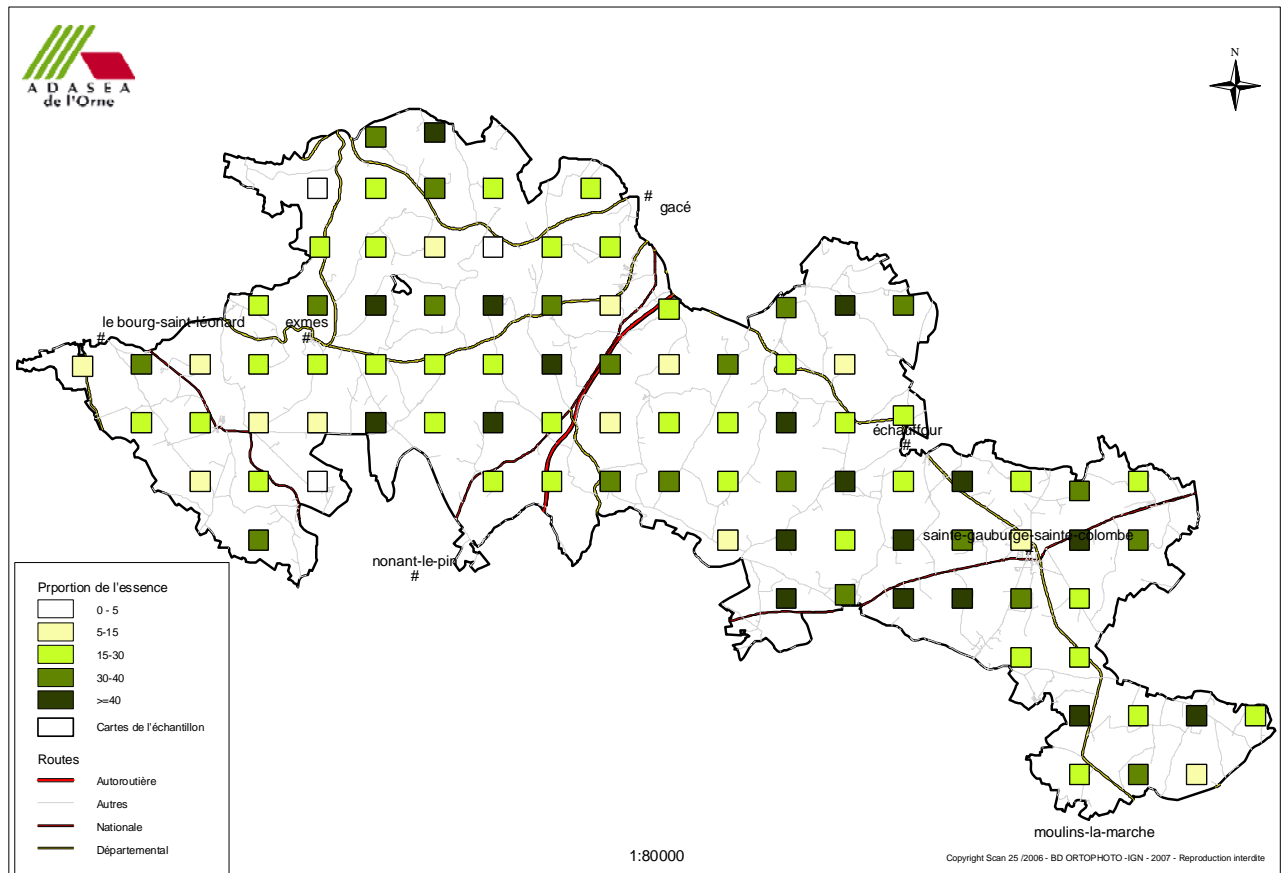 ADASEA
de l'Orne
N
#
gacé
le bourg-saint-léonard
#
exmes
#
échauffour
#
sainte-gauburge-sainte-colombe
#
nonant-le-pin
#
moulins-la-marche
Prportion de l'essence
0 - 5
5-15
15-30
30-40
>=40
Cartes de l'échantillon
Routes
Autoroutière
Autres
Nationale
Départemental
1:80000
Copyright Scan 25 /2006 - BD ORTOPHOTO -IGN - 2007 - Reproduction interdite